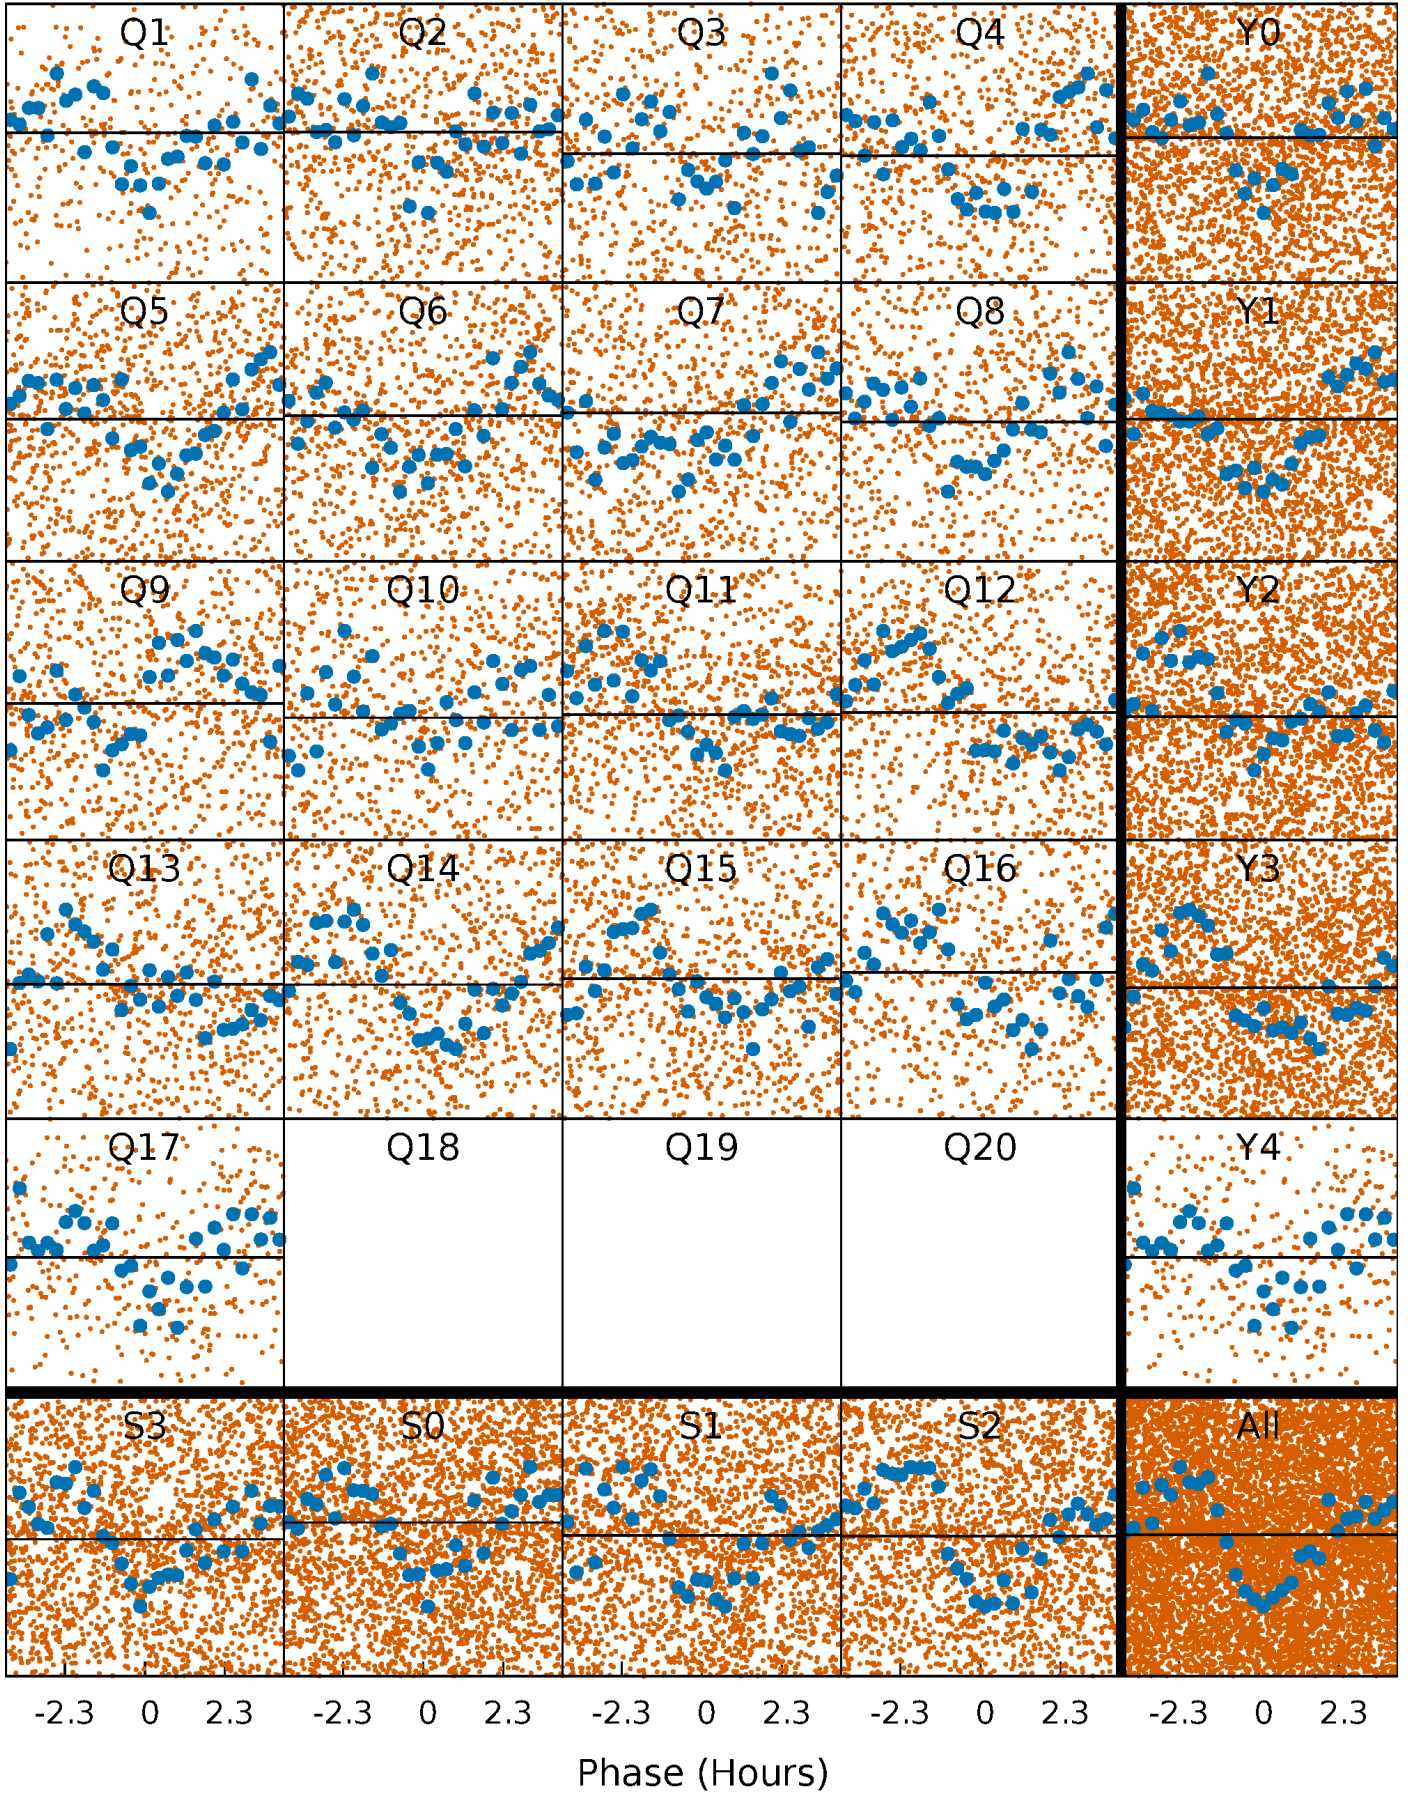 Q1 Q2 Q3 Q4 Y0
Q5 Q6 Q7 Q8 Y1
Q9 Q10 Q11 Q12 Y2
Q13 Q14 Q15 Q16 Y3
Q17 Q18 Q19 Q20 Y4
S3 S0 S1 S2 All
-2.3 0 2.3 -2.3 0 2.3 -2.3 0 2.3 -2.3 0 2.3 -2.3 0 2.3
Phase (Hours)